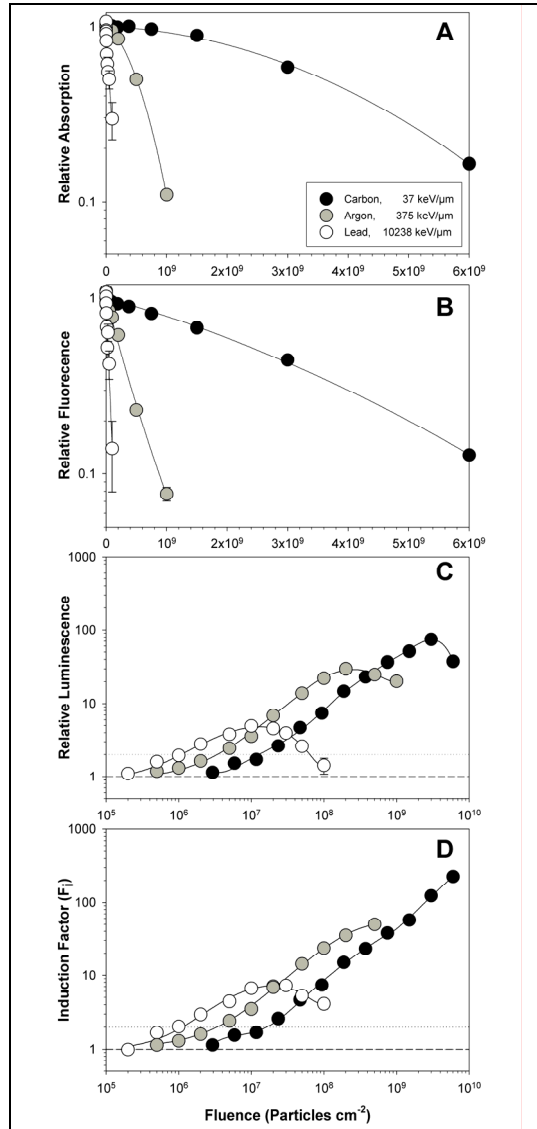 A
1
0.1
Relative Absorption
Carbon, 37 keV/μm
Argon, 375 keV/μm
Lead, 10238 keV/μm
0 10⁹ 2x10⁹ 3x10⁹ 4x10⁹ 5x10⁹ 6x10⁹
B
1
0.1
Relative Fluorecence
0 10⁹ 2x10⁹ 3x10⁹ 4x10⁹ 5x10⁹ 6x10⁹
C
1000
100
10
1
Relative Luminescence
10⁵ 10⁶ 10⁷ 10⁸ 10⁹ 10¹⁰
D
1000
100
10
1
Induction Factor (Fᵢ)
10⁵ 10⁶ 10⁷ 10⁸ 10⁹ 10¹⁰
Fluence (Particles cm⁻²)